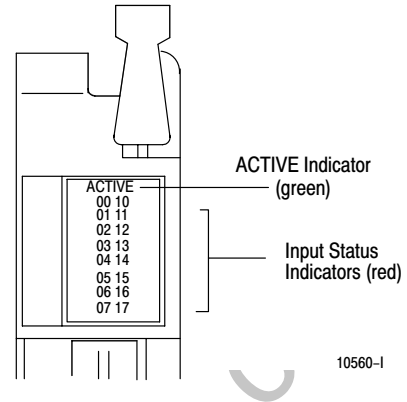 ACTIVE Indicator
(green)
ACTIVE
00 10
01 11
02 12
03 13
04 14
05 15
06 16
07 17
Input Status
Indicators (red)
10560–I